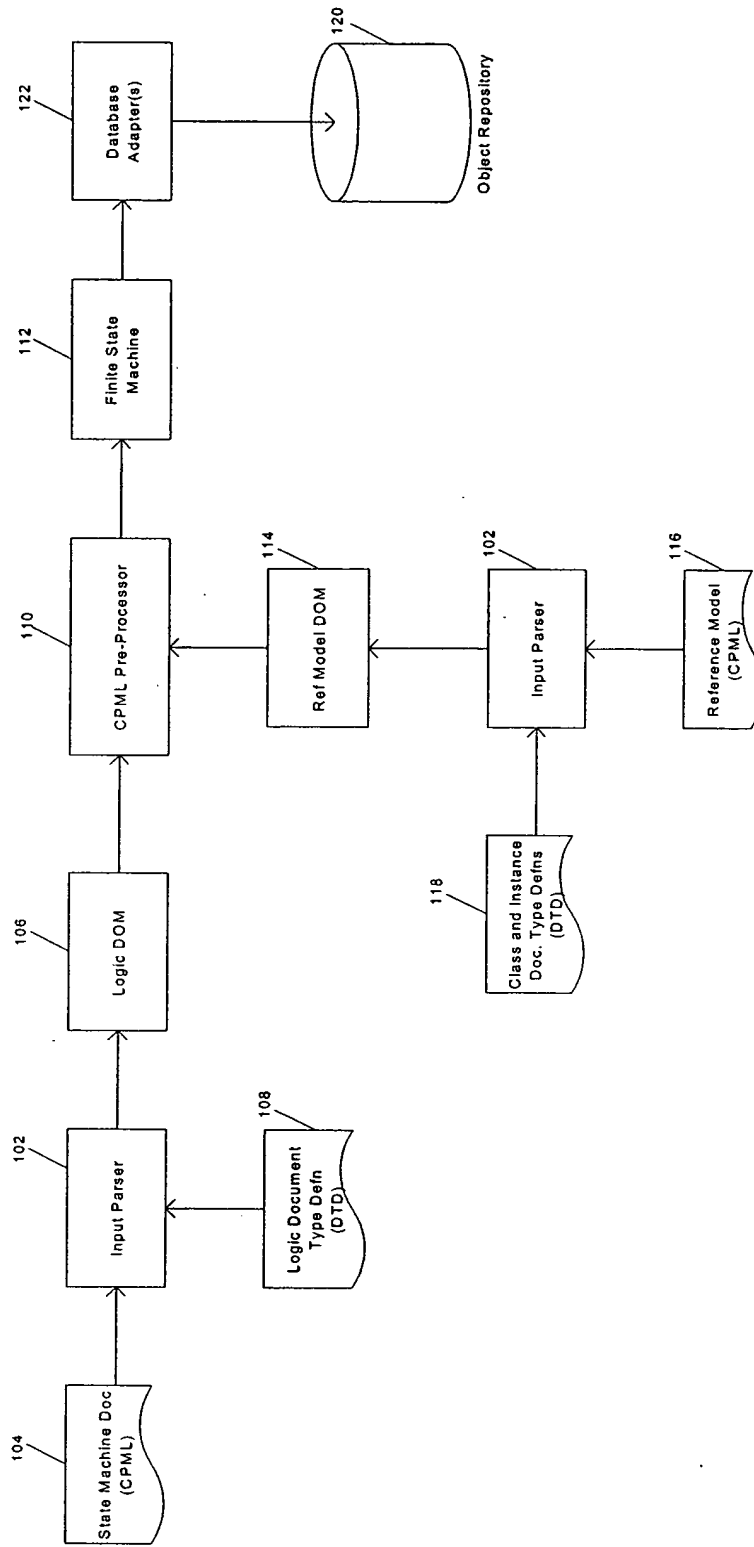 104
State Machine Doc
(CPML)
102
Input Parser
108
Logic Document
Type Defn
(DTD)
106
Logic DOM
110
CPML Pre-Processor
112
Finite State
Machine
122
Database
Adapter(s)
120
Object Repository
114
Ref Model DOM
102
Input Parser
118
Class and Instance
Doc. Type Defns
(DTD)
116
Reference Model
(CPML)